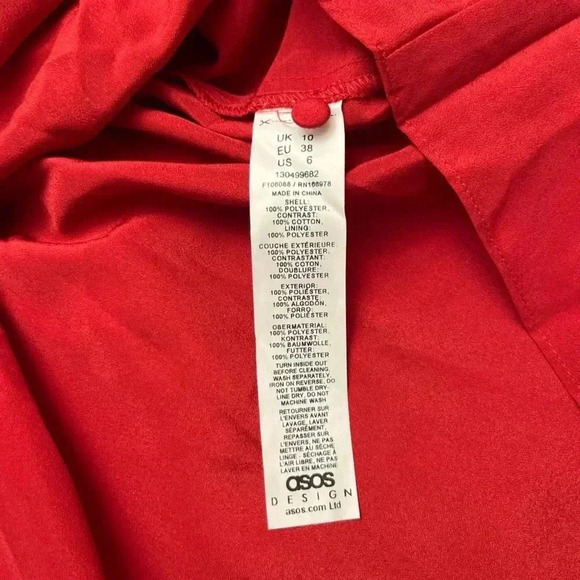 UK 10
EU 38
US 6
130499682
F106088 / RN166978
MADE IN CHINA
SHELL:
100% POLYESTER,
CONTRAST:
100% COTTON,
LINING:
100% POLYESTER
COUCHE EXTÉRIEURE:
100% POLYESTER,
CONTRASTANT:
100% COTON,
DOUBLURE:
100% POLYESTER
EXTERIOR:
100% POLIÉSTER,
CONTRASTE:
100% ALGODÓN,
FORRO:
100% POLIÉSTER
OBERMATERIAL:
100% POLYESTER,
KONTRAST:
100% BAUMWOLLE,
FUTTER:
100% POLYESTER
TURN INSIDE OUT
BEFORE CLEANING,
WASH SEPARATELY,
IRON ON REVERSE, DO
NOT TUMBLE DRY-
LINE DRY, DO NOT
MACHINE WASH
RETOURNER SUR
L'ENVERS AVANT
LAVAGE, LAVER
SÉPARÉMENT,
REPASSER SUR
L'ENVERS, NE PAS
METTRE AU SÈCHE
LINGE - SÉCHAGE À
L'AIR LIBRE, NE PAS
LAVER EN MACHINE
asos
DESIGN
asos.com Ltd